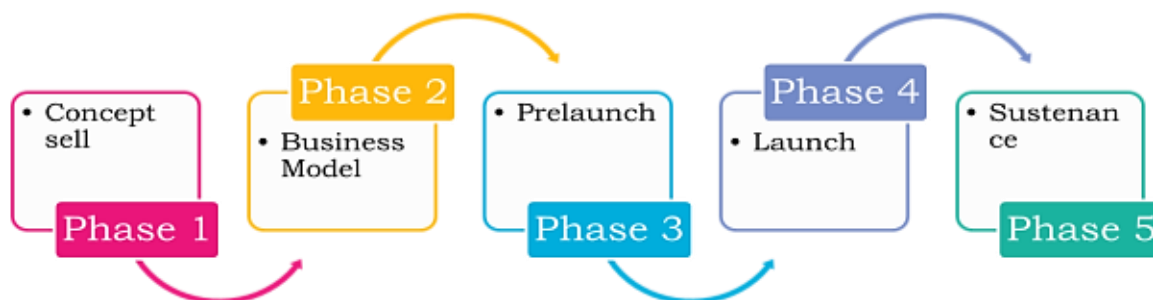 • Concept
sell
Phase 1
Phase 2
• Business
Model
• Prelaunch
Phase 3
Phase 4
• Launch
• Sustenan
ce
Phase 5